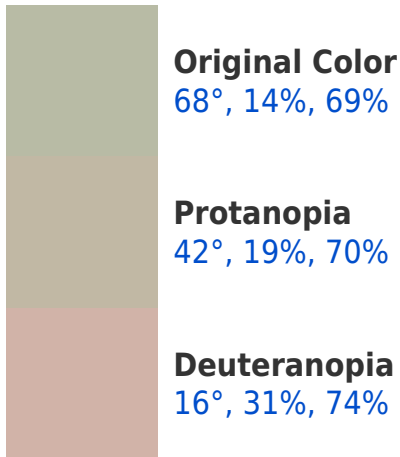 Original Color
68°, 14%, 69%
Protanopia
42°, 19%, 70%
Deuteranopia
16°, 31%, 74%